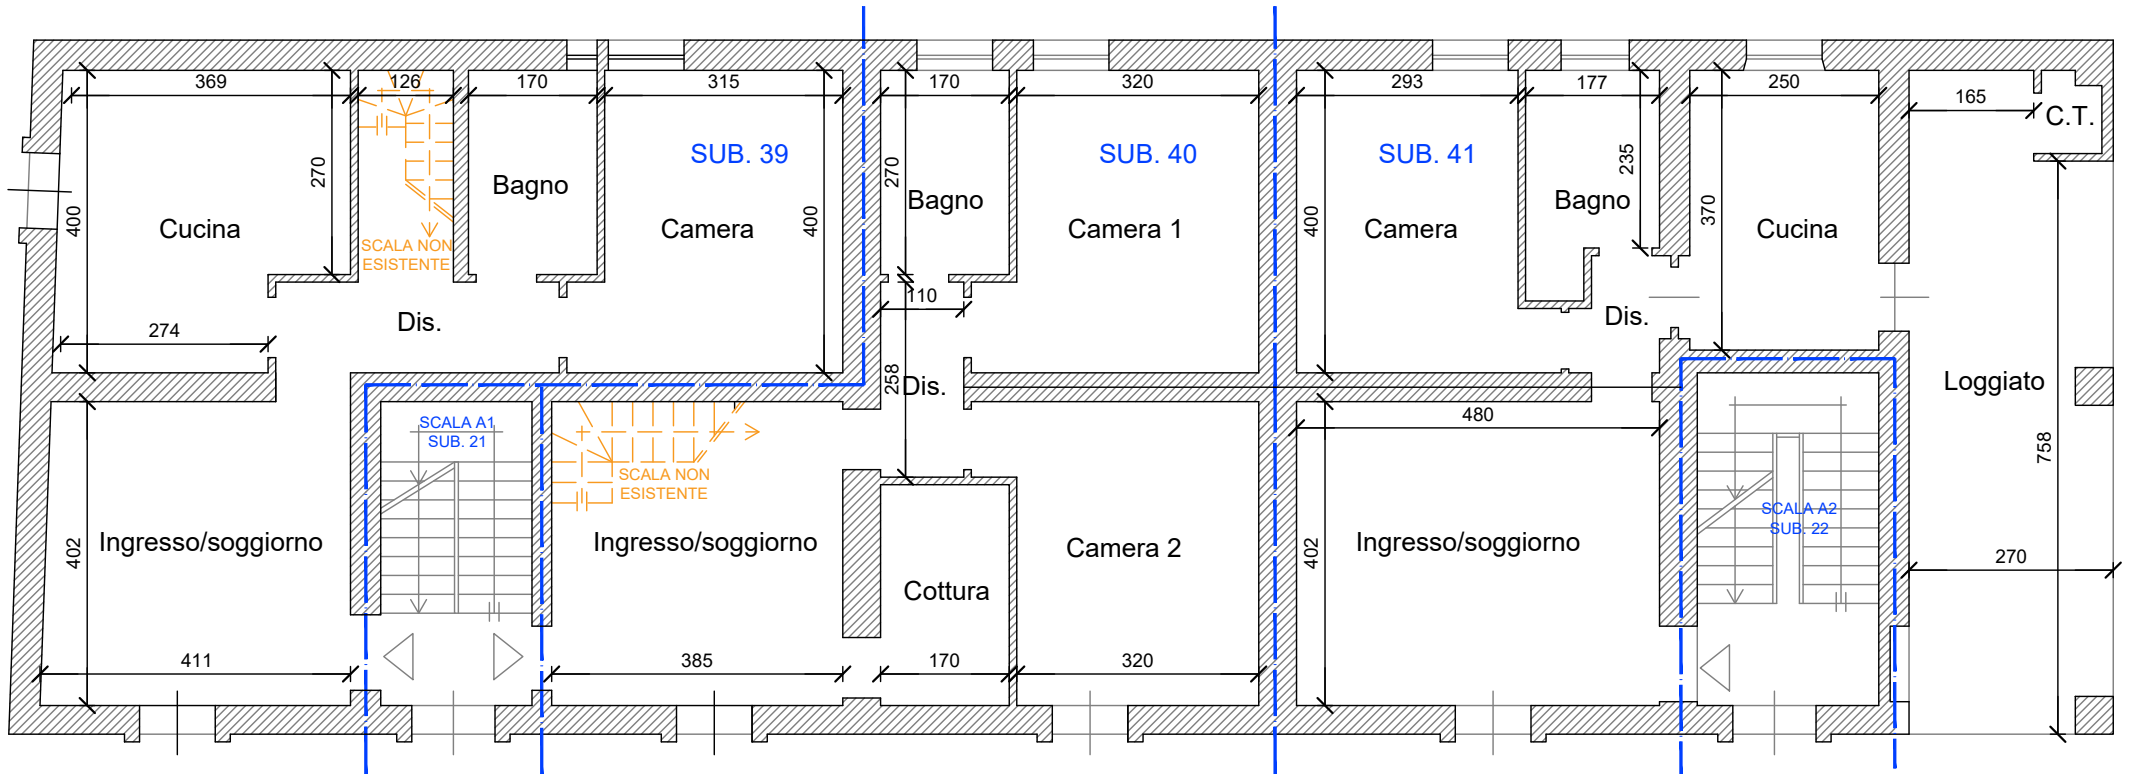 369
126
170
315
170
320
293
177
250
165
C.T.
SUB. 39
SUB. 40
SUB. 41
270
400
Cucina
Bagno
SCALA NON
ESISTENTE
Camera
400
270
Bagno
Camera 1
400
Camera
235
Bagno
370
Cucina
274
Dis.
110
258
Dis.
Dis.
Loggiato
480
758
SCALA A1
SUB. 21
SCALA NON
ESISTENTE
SCALA A2
SUB. 22
402
Ingresso/soggiorno
Ingresso/soggiorno
Cottura
Camera 2
402
Ingresso/soggiorno
270
411
385
170
320